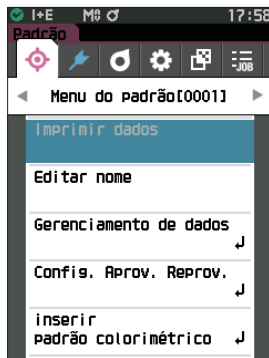 I+E M0 17:58
Padrão
-JOB
Menu do padrão[0001]
Imprimir dados
Editar nome
Gerenciamento de dados
Config. Aprov. Reprov.
inserir
padrão colorimétrico